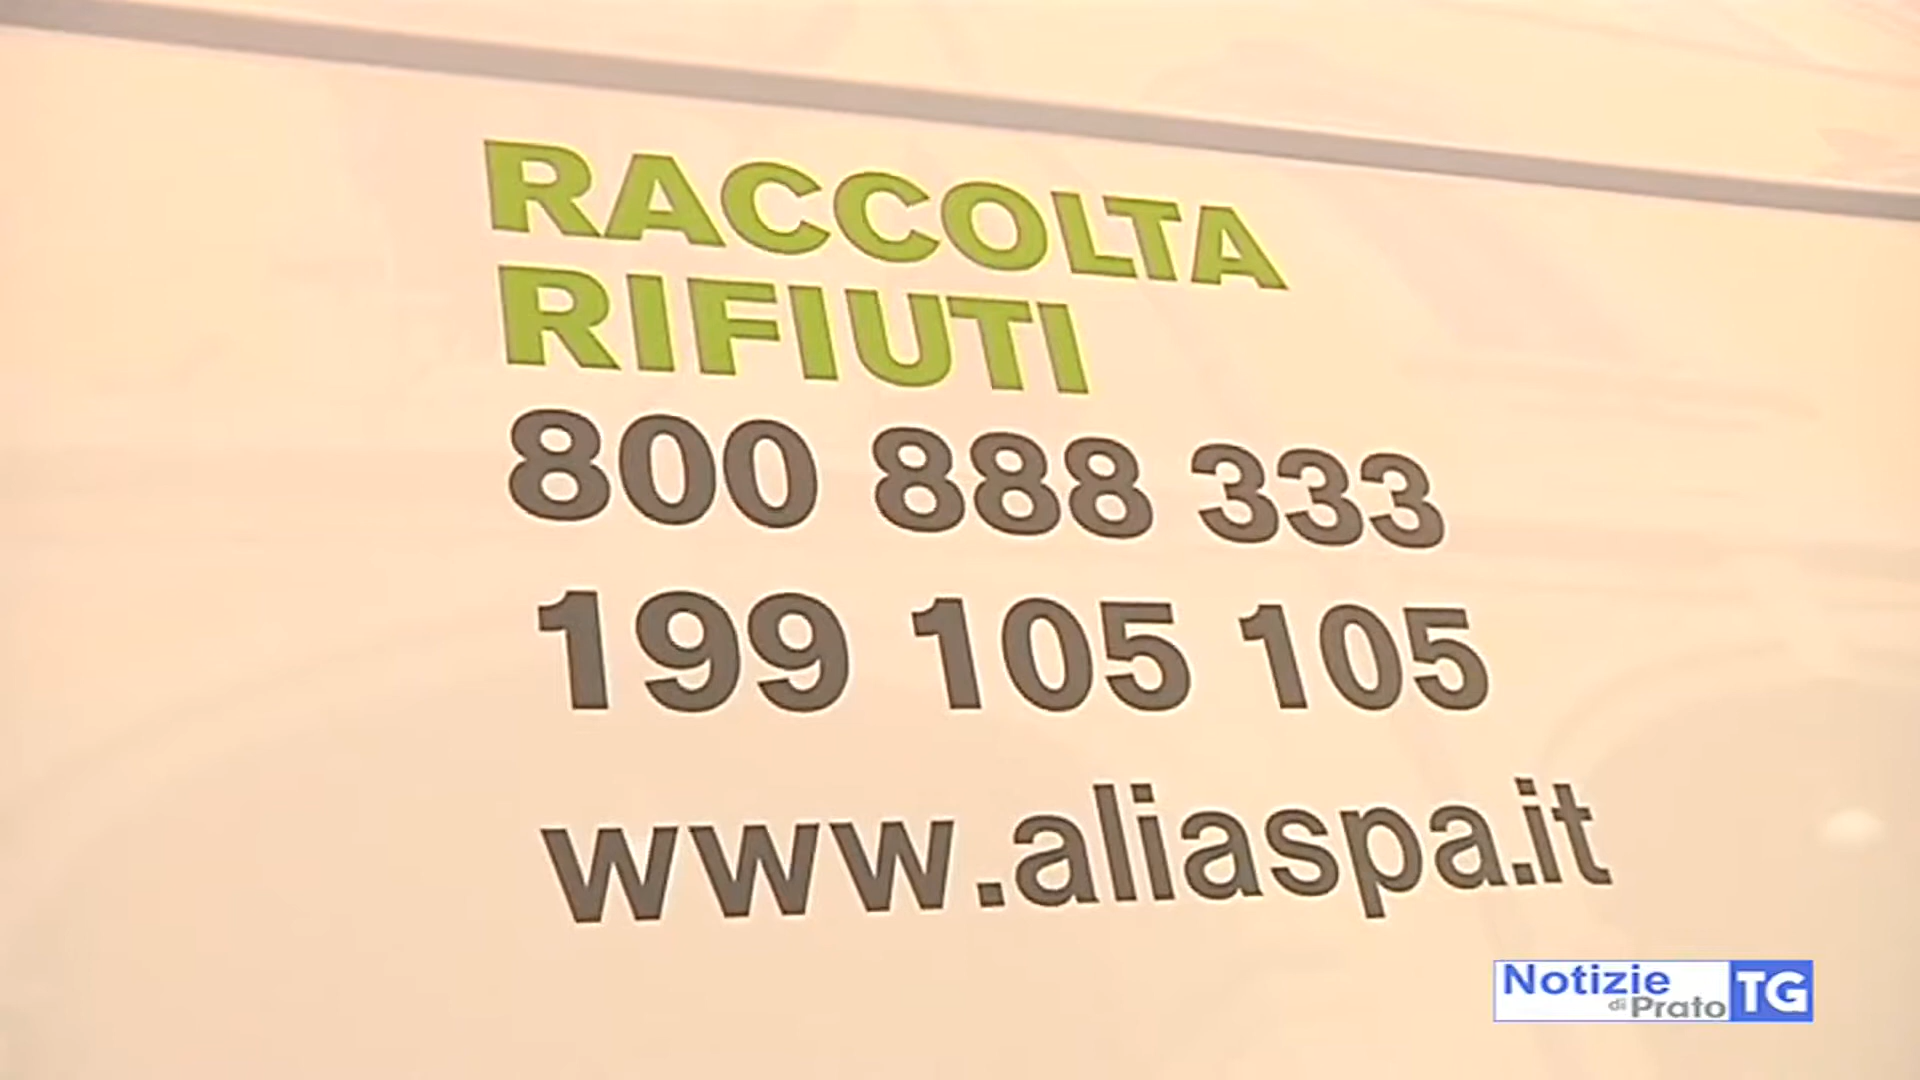 RACCOLTA
RIFIUTI
800 888 333
199 105 105
www.aliaspa.it
Notizie
di Prato TG